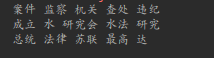 案件 监察 机关 查处 违纪
成立 水 研究会 水法 研究
总统 法律 苏联 最高 达